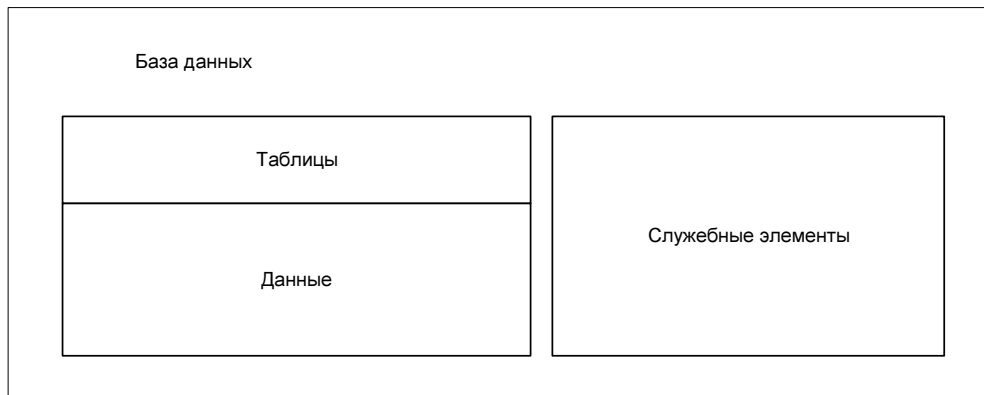 База данных
Таблицы
Данные
Служебные элементы